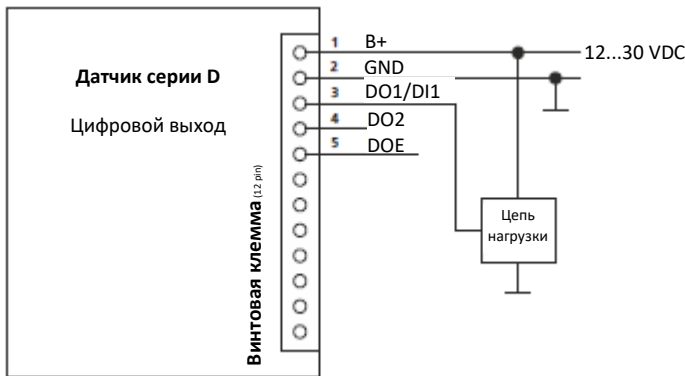 1 B+
12...30 VDC
Датчик серии D
2 GND
3 DO1/DI1
Цифровой выход
4 DO2
5 DOE
Винтовая клемма (12 pin)
Цепь
нагрузки